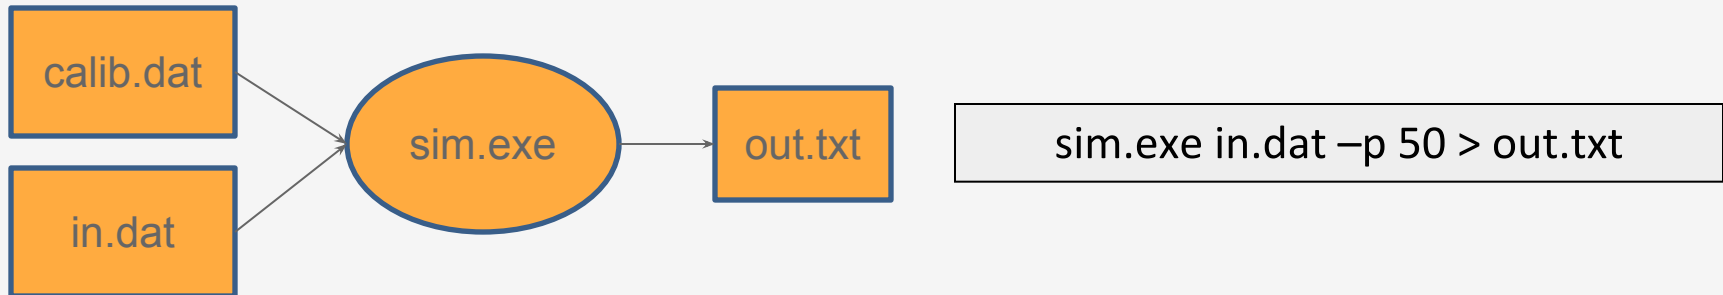 calib.dat
in.dat
sim.exe
out.txt
sim.exe in.dat –p 50 > out.txt